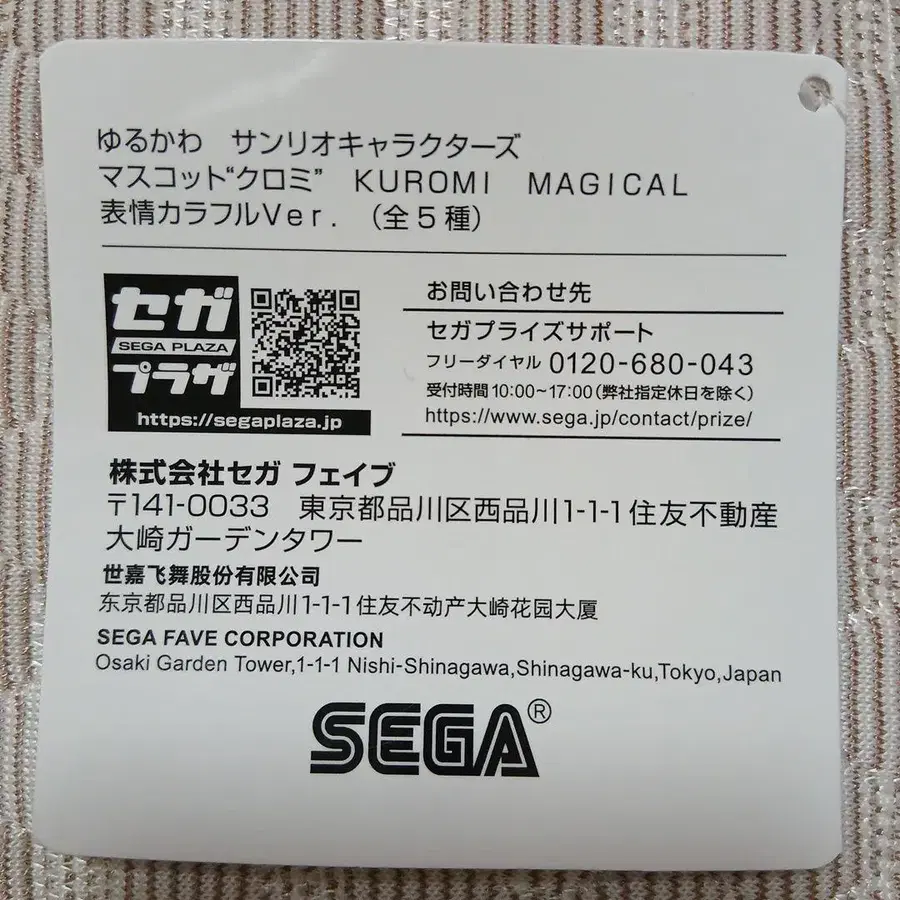 ゆるかわ　サンリオキャラクターズ
マスコット“クロミ”　KUROMI　MAGICAL
表情カラフルVer.　（全5種）
セガ
SEGA PLAZA
プラザ
https://segaplaza.jp
お問い合わせ先
セガプライズサポート
フリーダイヤル 0120-680-043
受付時間 10:00～17:00（弊社指定休日を除く）
https://www.sega.jp/contact/prize/
株式会社セガ フェイブ
〒141-0033　東京都品川区西品川1-1-1住友不動産
大崎ガーデンタワー
世嘉飞舞股份有限公司
东京都品川区西品川1-1-1住友不动产大崎花园大厦
SEGA FAVE CORPORATION
Osaki Garden Tower,1-1-1 Nishi-Shinagawa,Shinagawa-ku,Tokyo,Japan
SEGA®